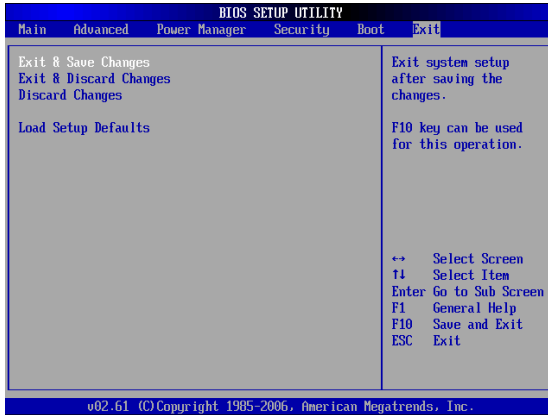 BIOS SETUP UTILITY
Main Advanced Power Manager Security Boot Exit
Exit & Save Changes
Exit & Discard Changes
Discard Changes
Load Setup Defaults
Exit system setup
after saving the
changes.
F10 key can be used
for this operation.
↔ Select Screen
↑↓ Select Item
Enter Go to Sub Screen
F1 General Help
F10 Save and Exit
ESC Exit
v02.61 (C)Copyright 1985-2006, American Megatrends, Inc.